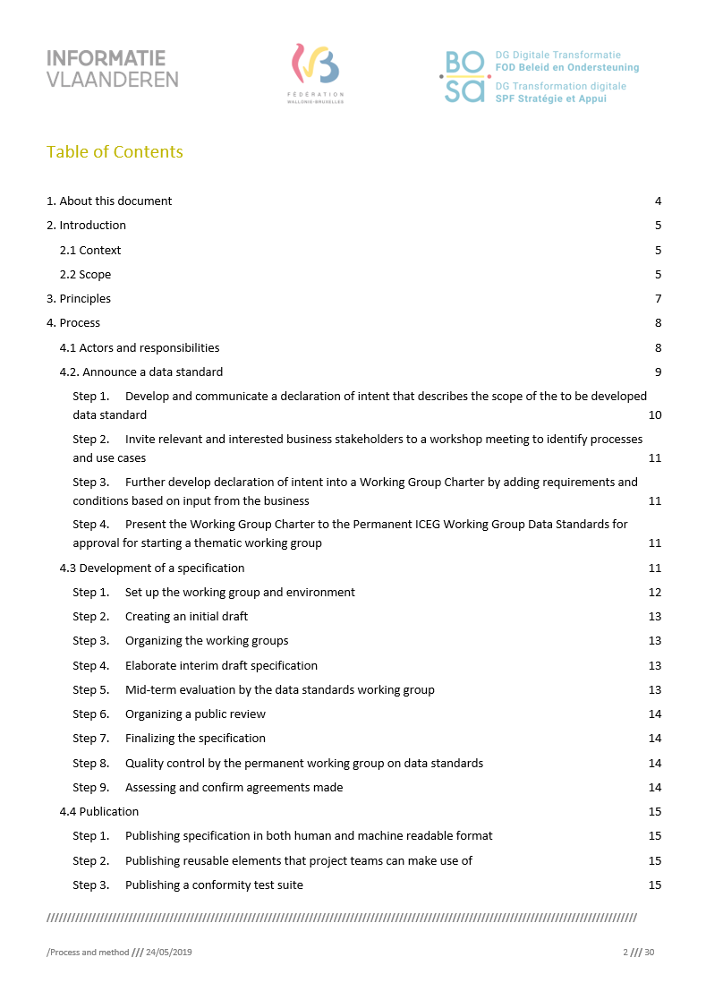 INFORMATIE
VLAANDEREN
FÉDÉRATION
WALLONIE-BRUXELLES
BOSA
DG Digitale Transformatie
FOD Beleid en Ondersteuning
DG Transformation digitale
SPF Stratégie et Appui
Table of Contents
1. About this document 4
2. Introduction 5
2.1 Context 5
2.2 Scope 5
3. Principles 7
4. Process 8
4.1 Actors and responsibilities 8
4.2. Announce a data standard 9
Step 1. Develop and communicate a declaration of intent that describes the scope of the to be developed
data standard 10
Step 2. Invite relevant and interested business stakeholders to a workshop meeting to identify processes
and use cases 11
Step 3. Further develop declaration of intent into a Working Group Charter by adding requirements and
conditions based on input from the business 11
Step 4. Present the Working Group Charter to the Permanent ICEG Working Group Data Standards for
approval for starting a thematic working group 11
4.3 Development of a specification 11
Step 1. Set up the working group and environment 12
Step 2. Creating an initial draft 13
Step 3. Organizing the working groups 13
Step 4. Elaborate interim draft specification 13
Step 5. Mid-term evaluation by the data standards working group 13
Step 6. Organizing a public review 14
Step 7. Finalizing the specification 14
Step 8. Quality control by the permanent working group on data standards 14
Step 9. Assessing and confirm agreements made 14
4.4 Publication 15
Step 1. Publishing specification in both human and machine readable format 15
Step 2. Publishing reusable elements that project teams can make use of 15
Step 3. Publishing a conformity test suite 15
/Process and method /// 24/05/2019 2 /// 30